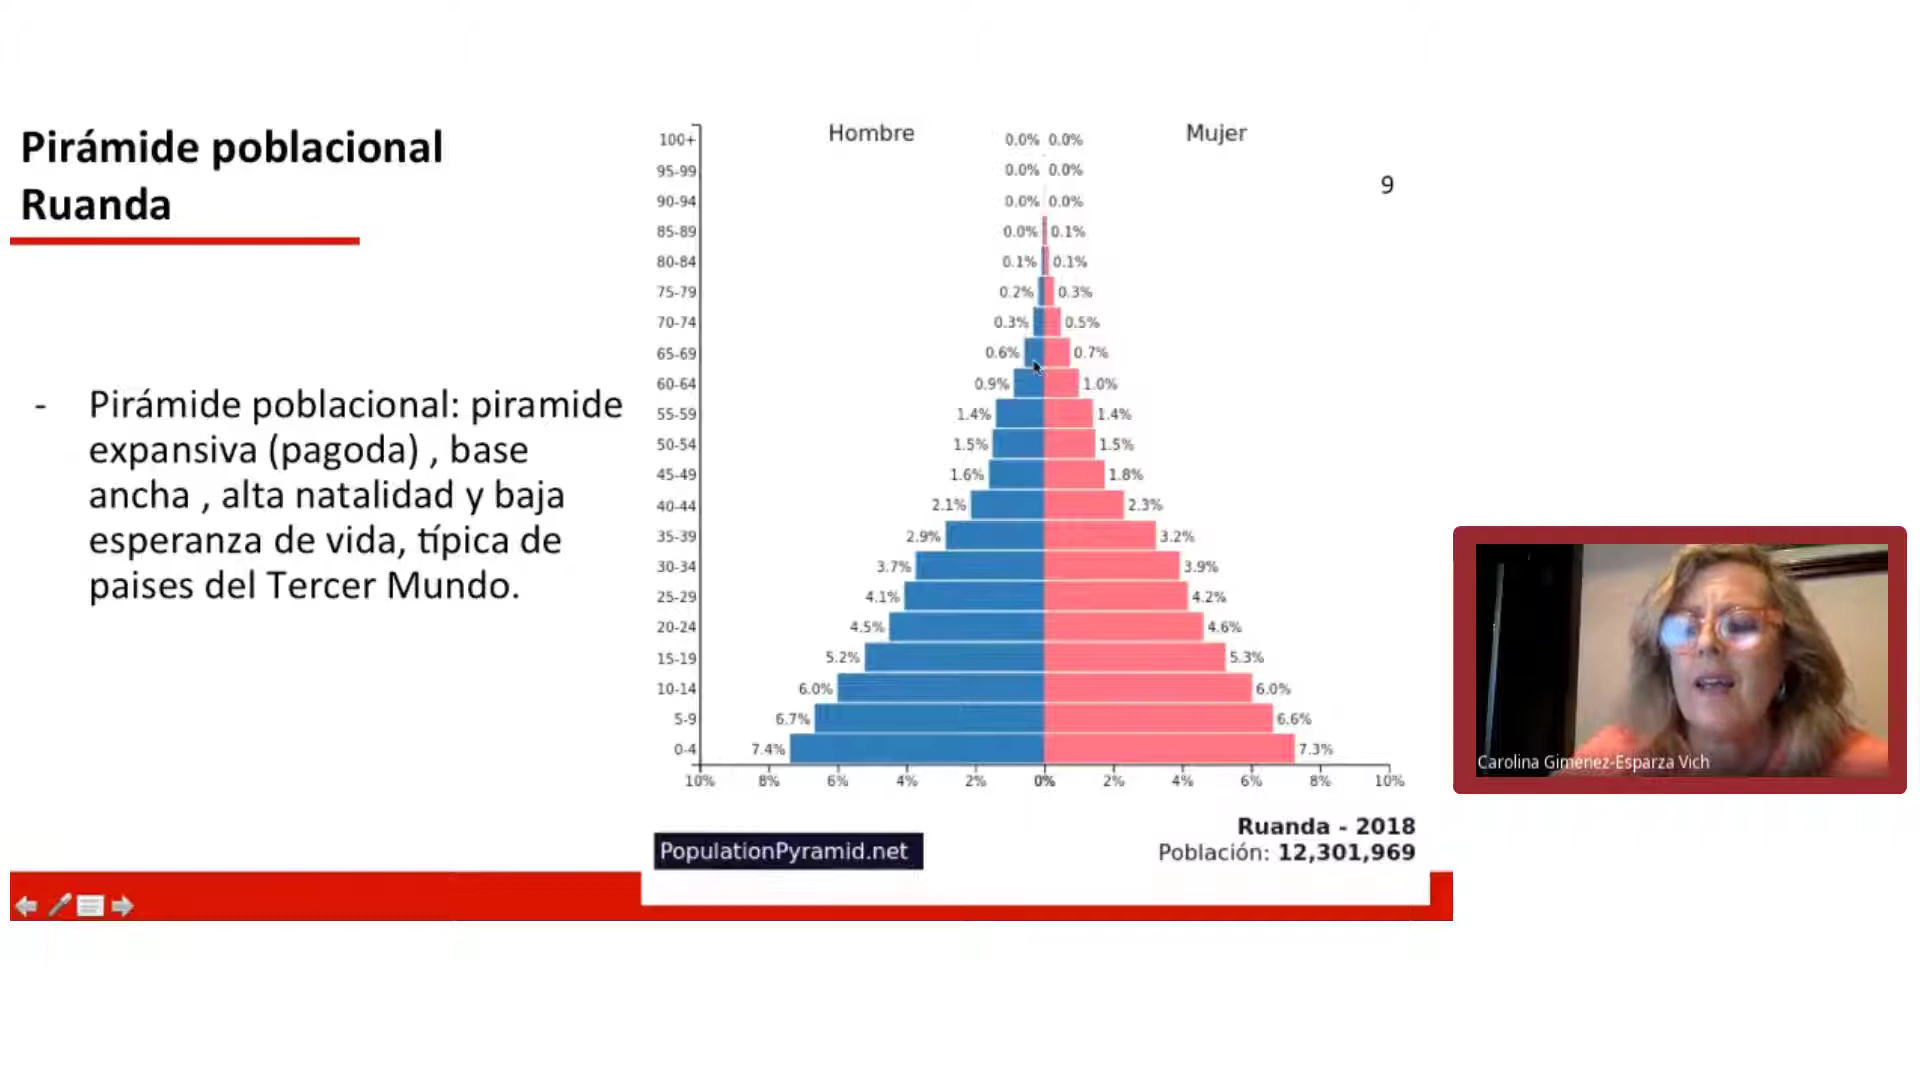 Pirámide poblacional
Ruanda
- Pirámide poblacional: piramide
expansiva (pagoda) , base
ancha , alta natalidad y baja
esperanza de vida, típica de
paises del Tercer Mundo.
Hombre Mujer
9
100+ 0.0% 0.0%
95-99 0.0% 0.0%
90-94 0.0% 0.0%
85-89 0.0% 0.1%
80-84 0.1% 0.1%
75-79 0.2% 0.3%
70-74 0.3% 0.5%
65-69 0.6% 0.7%
60-64 0.9% 1.0%
55-59 1.4% 1.4%
50-54 1.5% 1.5%
45-49 1.6% 1.8%
40-44 2.1% 2.3%
35-39 2.9% 3.2%
30-34 3.7% 3.9%
25-29 4.1% 4.2%
20-24 4.5% 4.6%
15-19 5.2% 5.3%
10-14 6.0% 6.0%
5-9 6.7% 6.6%
0-4 7.4% 7.3%
10% 8% 6% 4% 2% 0% 2% 4% 6% 8% 10%
PopulationPyramid.net
Ruanda - 2018
Población: 12,301,969
Carolina Gimenez-Esparza Vich